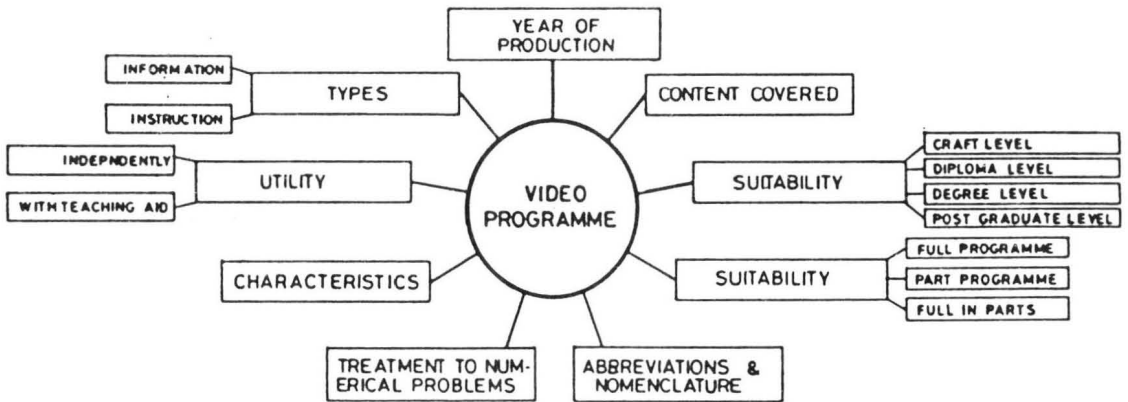 YEAR OF
PRODUCTION
INFORMATION
INSTRUCTION
TYPES
CONTENT COVERED
INDEPNDENTLY
WITH TEACHING AID
UTILITY
VIDEO
PROGRAMME
SUITABILITY
CRAFT LEVEL
DIPLOMA LEVEL
DEGREE LEVEL
POST GRADUATE LEVEL
CHARACTERISTICS
SUITABILITY
FULL PROGRAMME
PART PROGRAMME
FULL IN PARTS
TREATMENT TO NUM-
ERICAL PROBLEMS
ABBREVIATIONS &
NOMENCLATURE